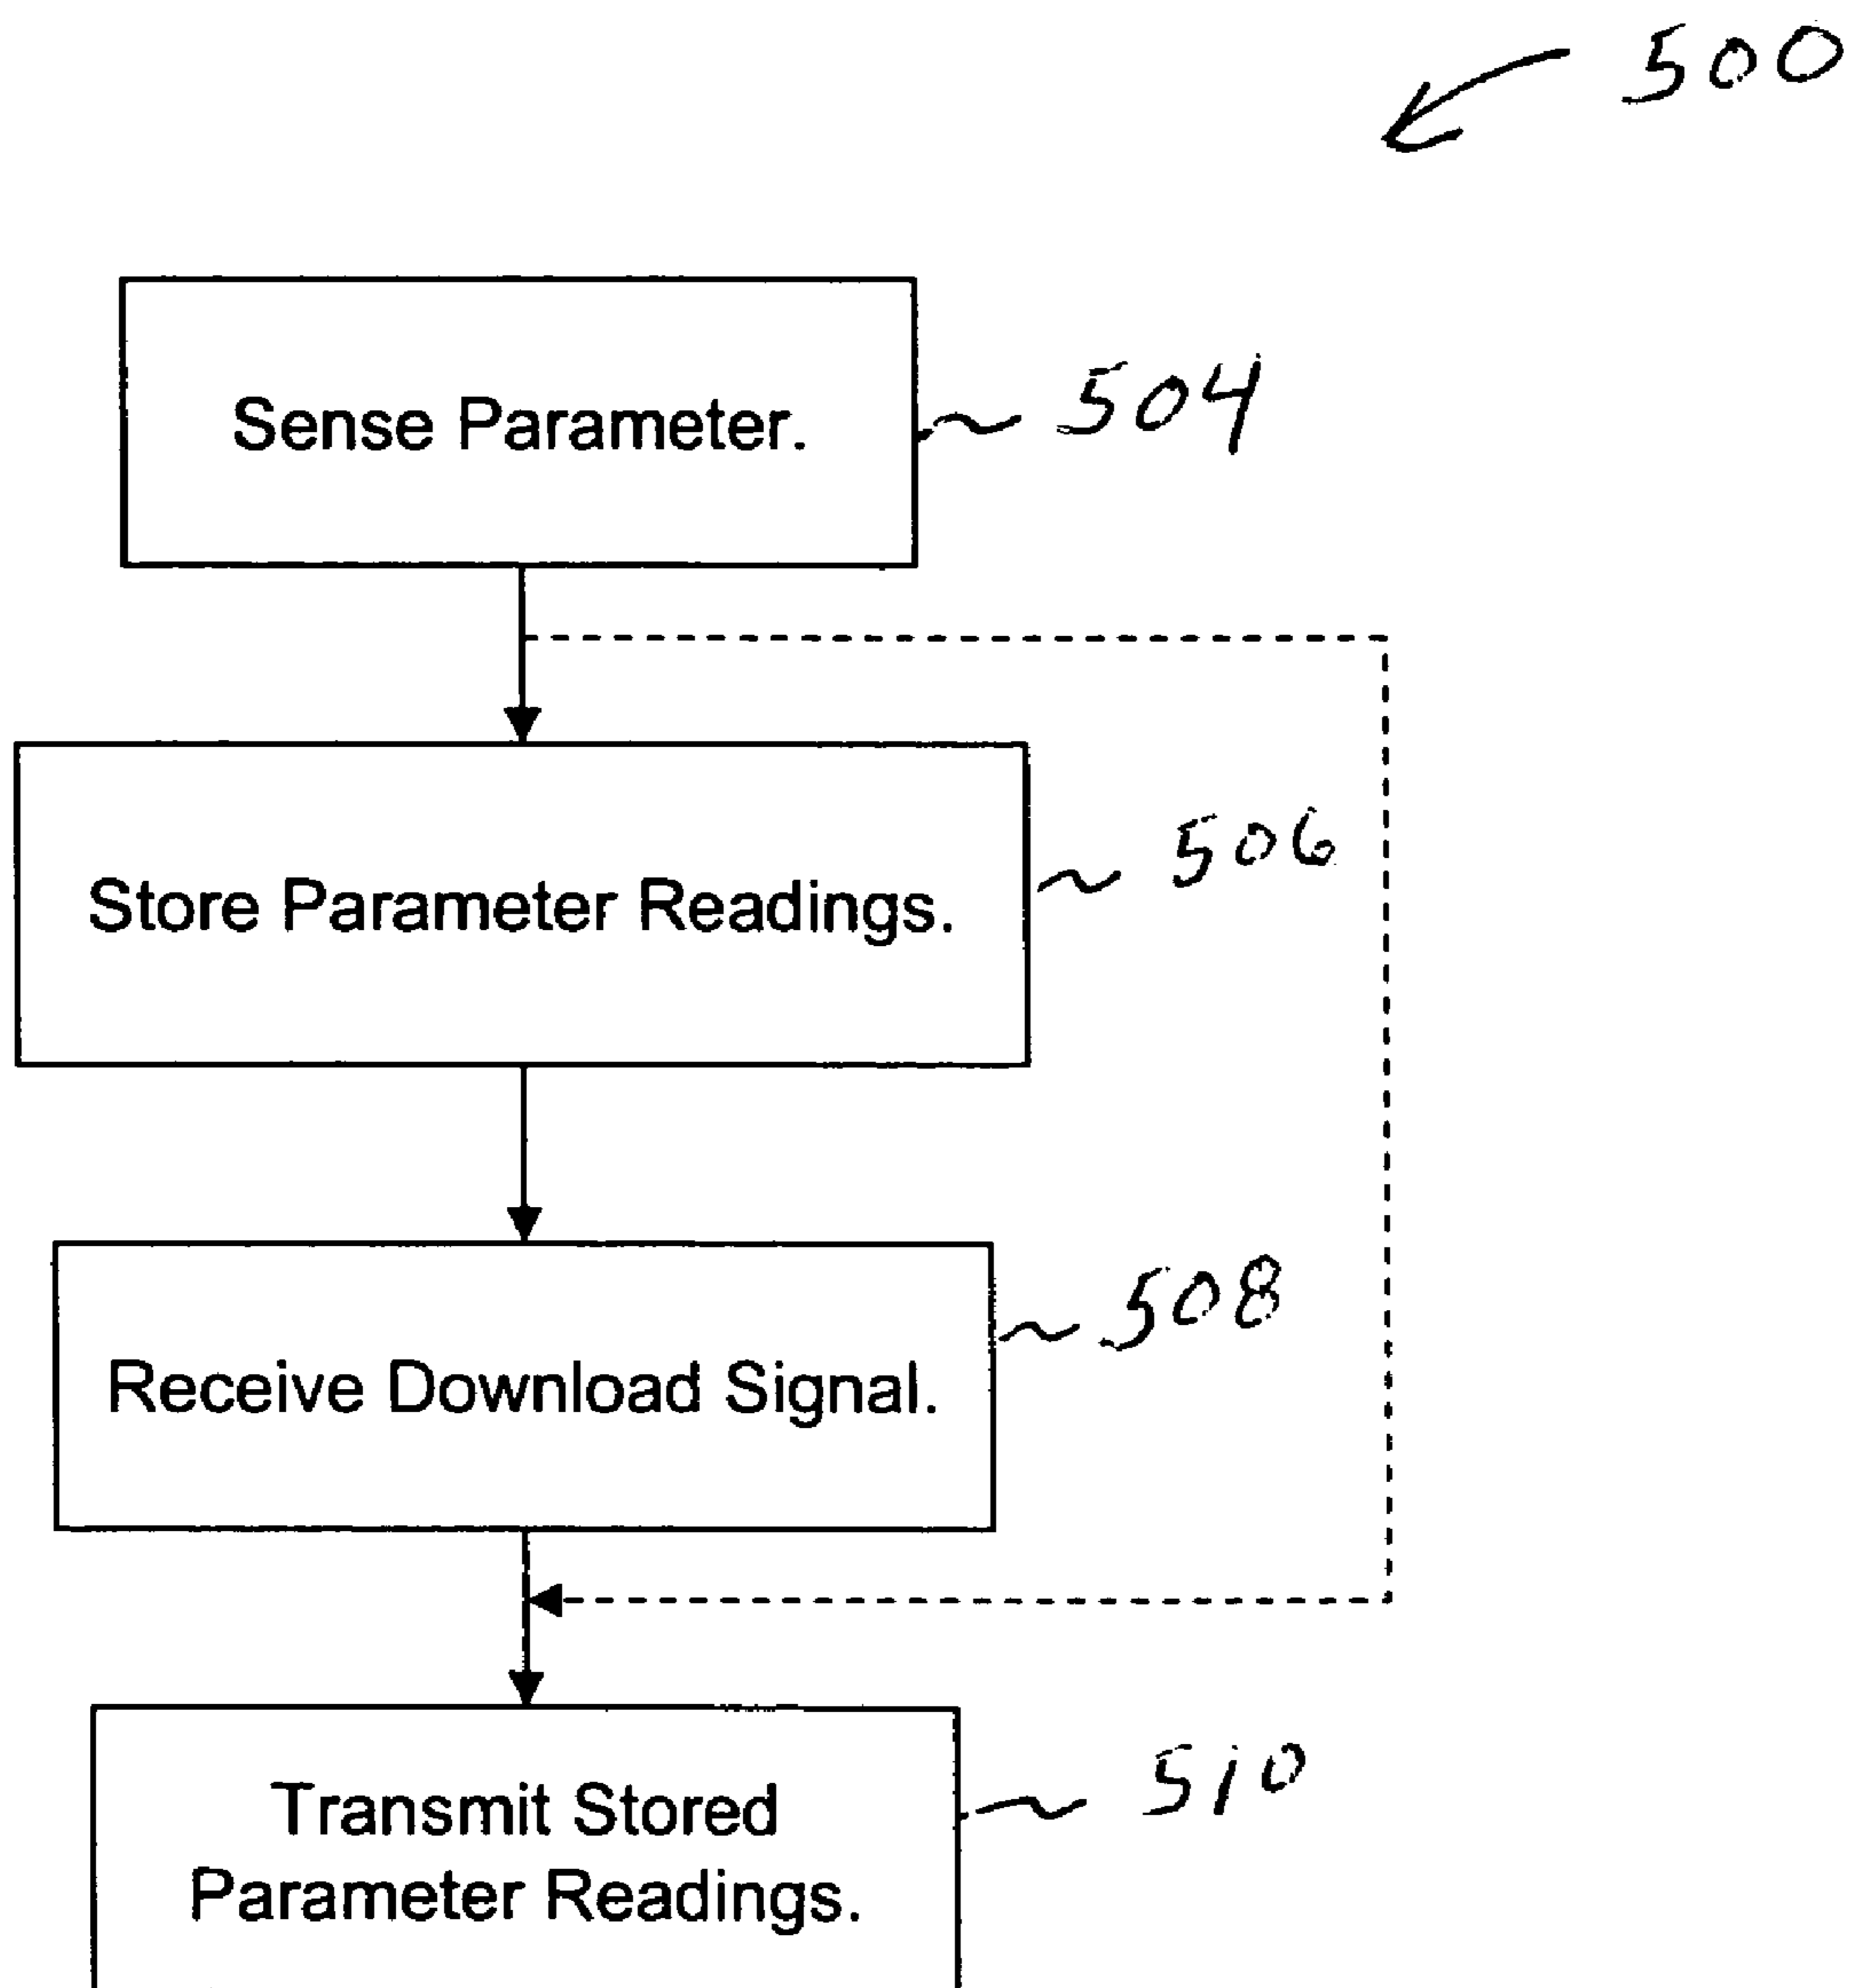 500
Sense Parameter.
504
Store Parameter Readings.
506
Receive Download Signal.
508
Transmit Stored
Parameter Readings.
510